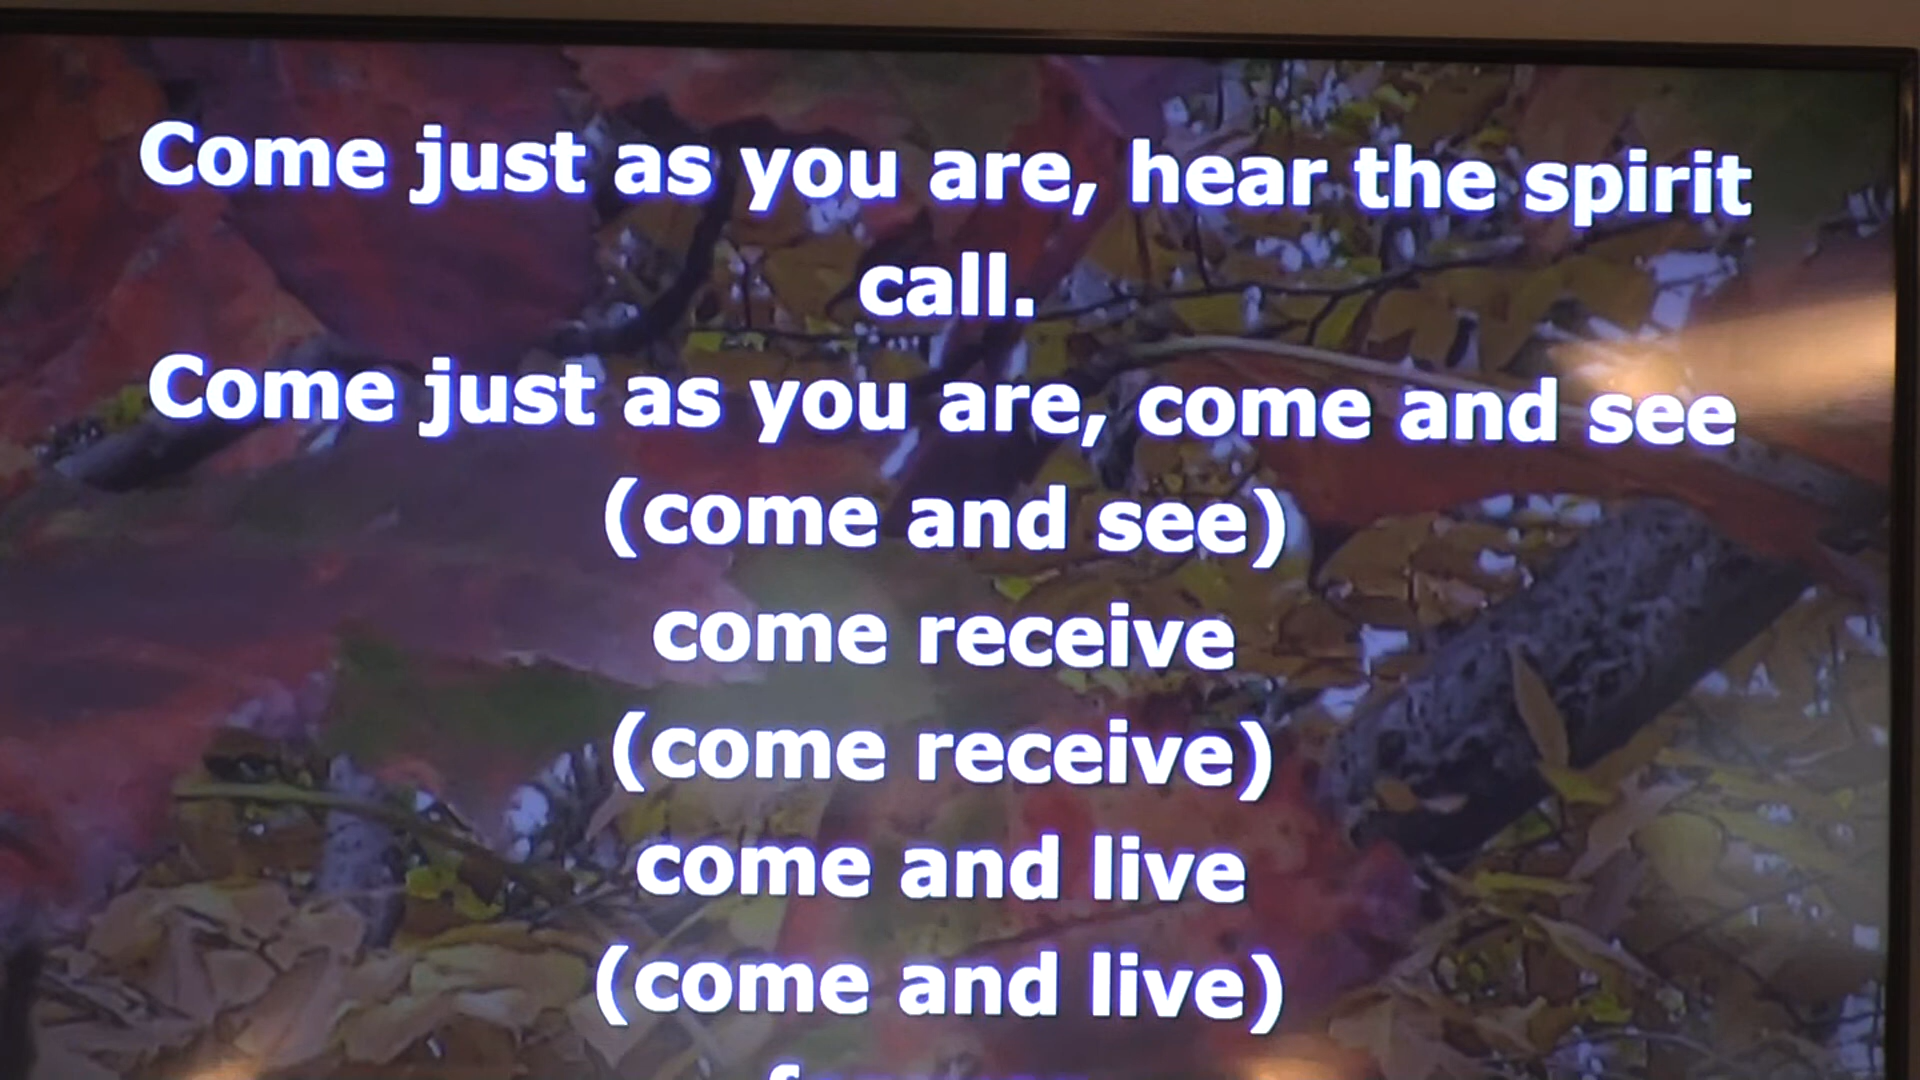 Come just as you are, hear the spirit
call.
Come just as you are, come and see
(come and see)
come receive
(come receive)
come and live
(come and live)